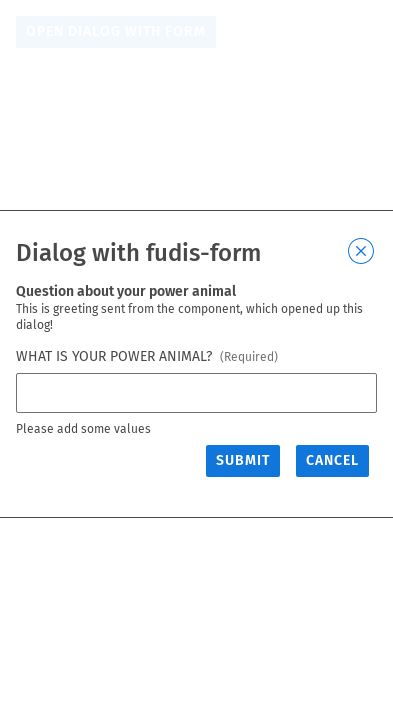 OPEN DIALOG WITH FORM
Dialog with fudis-form
Question about your power animal
This is greeting sent from the component, which opened up this
dialog!
WHAT IS YOUR POWER ANIMAL? (Required)
Please add some values
SUBMIT CANCEL